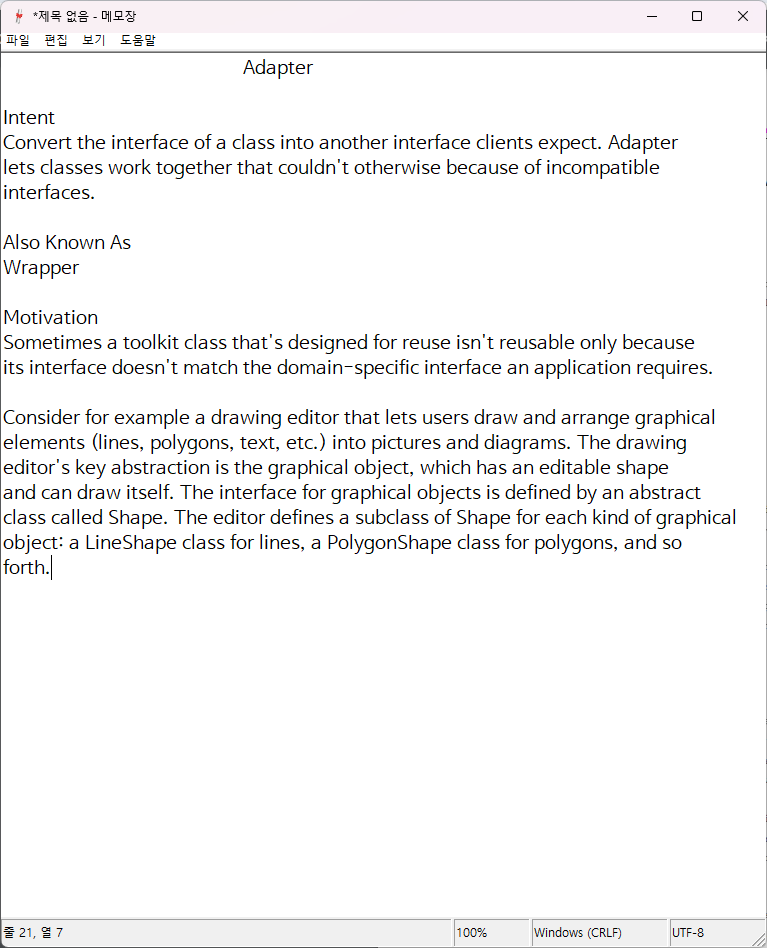 *제목 없음 - 메모장
파일 편집 보기 도움말
Adapter
Intent
Convert the interface of a class into another interface clients expect. Adapter
lets classes work together that couldn't otherwise because of incompatible
interfaces.
Also Known As
Wrapper
Motivation
Sometimes a toolkit class that's designed for reuse isn't reusable only because
its interface doesn't match the domain-specific interface an application requires.
Consider for example a drawing editor that lets users draw and arrange graphical
elements (lines, polygons, text, etc.) into pictures and diagrams. The drawing
editor's key abstraction is the graphical object, which has an editable shape
and can draw itself. The interface for graphical objects is defined by an abstract
class called Shape. The editor defines a subclass of Shape for each kind of graphical
object: a LineShape class for lines, a PolygonShape class for polygons, and so
forth.
줄 21, 열 7 100% Windows (CRLF) UTF-8